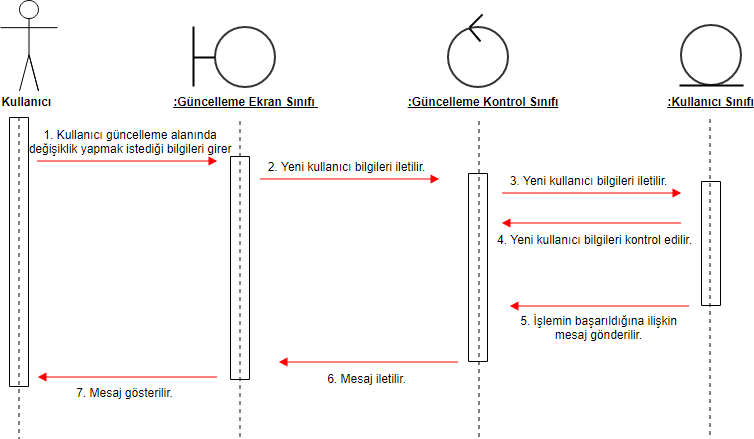 Kullanıcı
:Güncelleme Ekran Sınıfı
:Güncelleme Kontrol Sınıfı
:Kullanıcı Sınıfı
1. Kullanıcı güncelleme alanında
değişiklik yapmak istediği bilgileri girer
2. Yeni kullanıcı bilgileri iletilir.
3. Yeni kullanıcı bilgileri iletilir.
4. Yeni kullanıcı bilgileri kontrol edilir.
5. İşlemin başarıldığına ilişkin
mesaj gönderilir.
6. Mesaj iletilir.
7. Mesaj gösterilir.